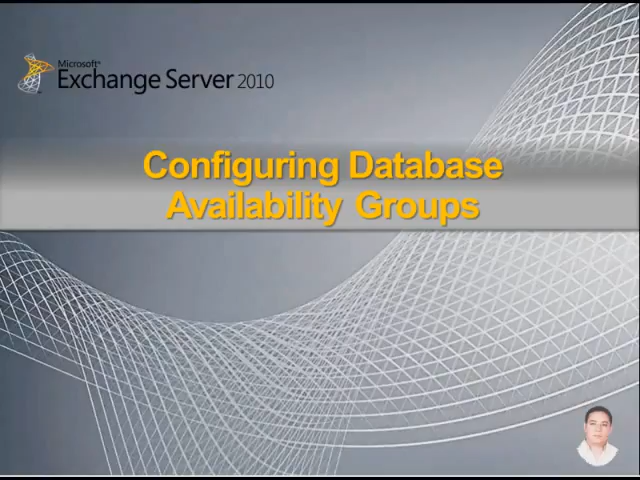 Microsoft®
Exchange Server 2010
Configuring Database
Availability Groups